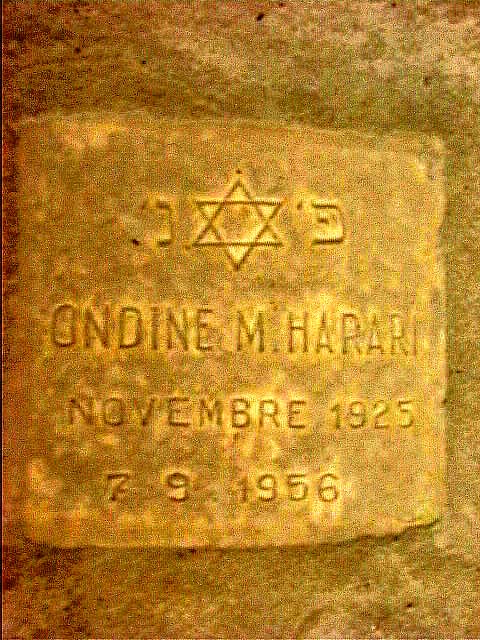 פ' נ'
ONDINE M. HARARI
NOVEMBRE 1925
7 9 1956